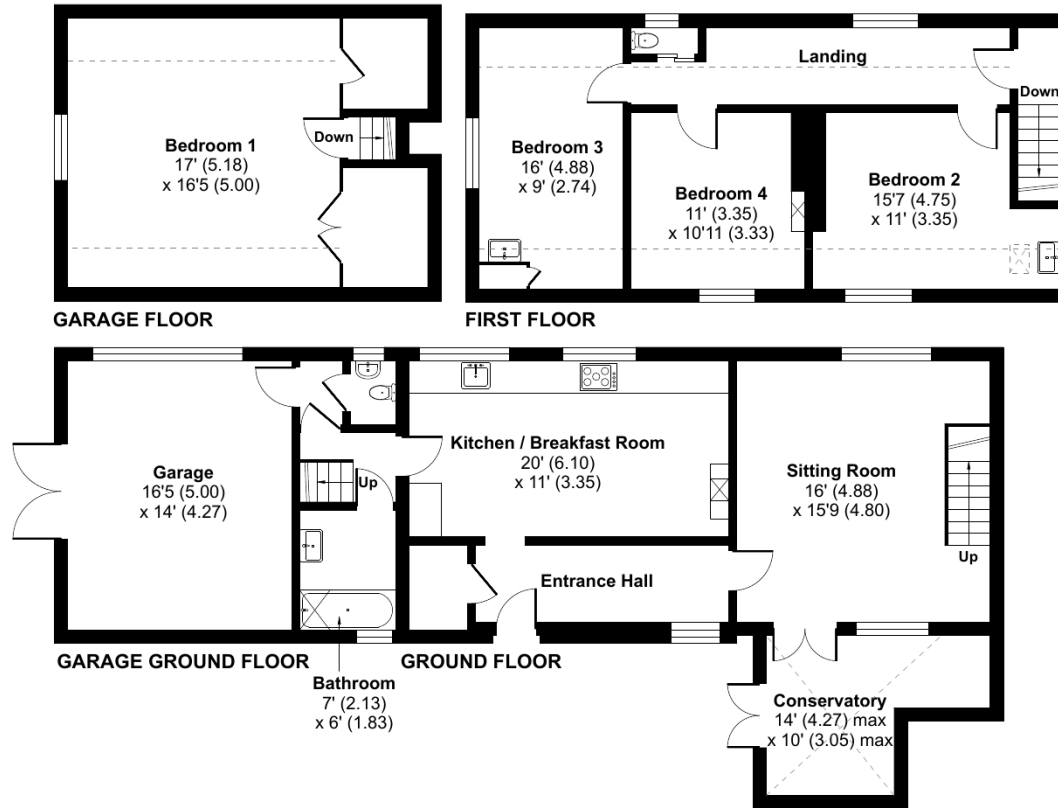 Bedroom 1
17' (5.18)
x 16'5 (5.00)
Down
GARAGE FLOOR
Landing
Down
Bedroom 3
16' (4.88)
x 9' (2.74)
Bedroom 4
11' (3.35)
x 10'11 (3.33)
Bedroom 2
15'7 (4.75)
x 11' (3.35)
FIRST FLOOR
Garage
16'5 (5.00)
x 14' (4.27)
Up
Kitchen / Breakfast Room
20' (6.10)
x 11' (3.35)
Sitting Room
16' (4.88)
x 15'9 (4.80)
Up
Entrance Hall
GARAGE GROUND FLOOR
GROUND FLOOR
Bathroom
7' (2.13)
x 6' (1.83)
Conservatory
14' (4.27) max
x 10' (3.05) max